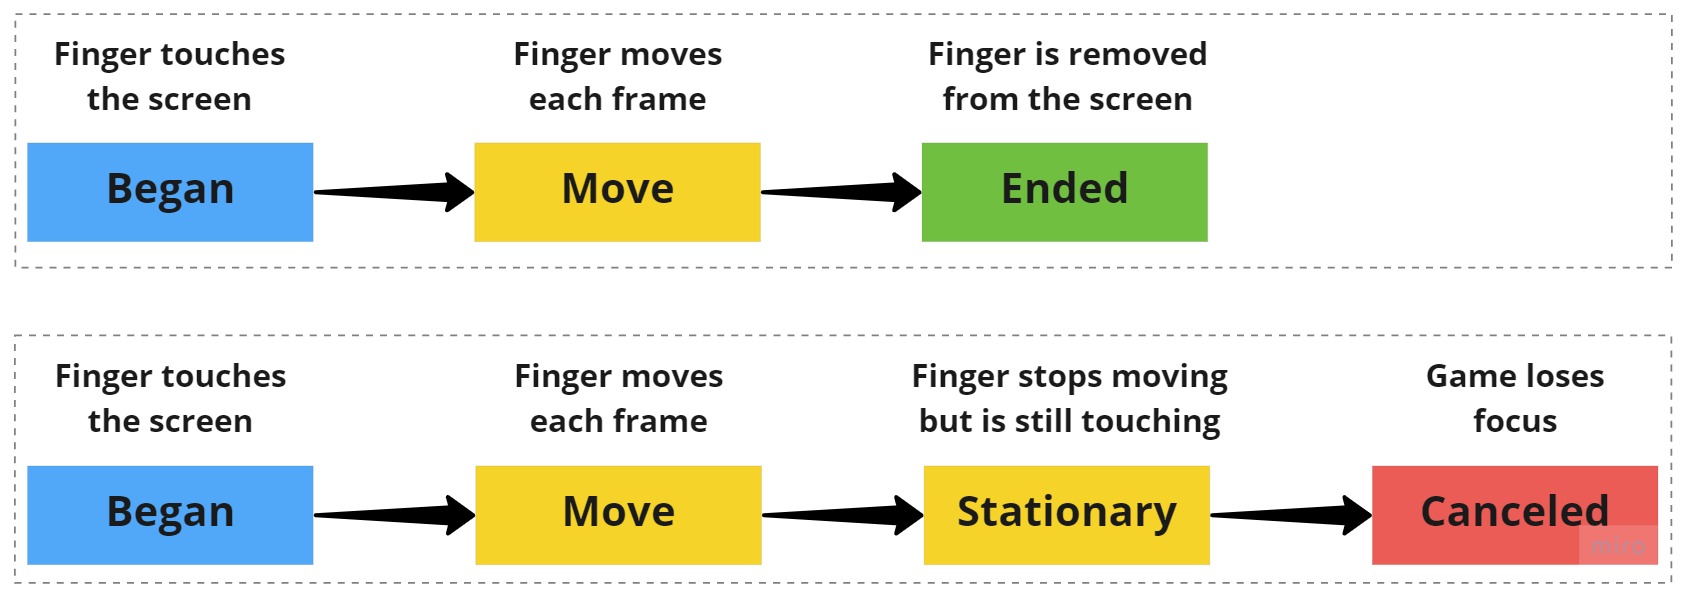 Finger touches
the screen
Finger moves
each frame
Finger is removed
from the screen
Began
Move
Ended
Finger touches
the screen
Finger moves
each frame
Finger stops moving
but is still touching
Game loses
focus
Began
Move
Stationary
Canceled
miro